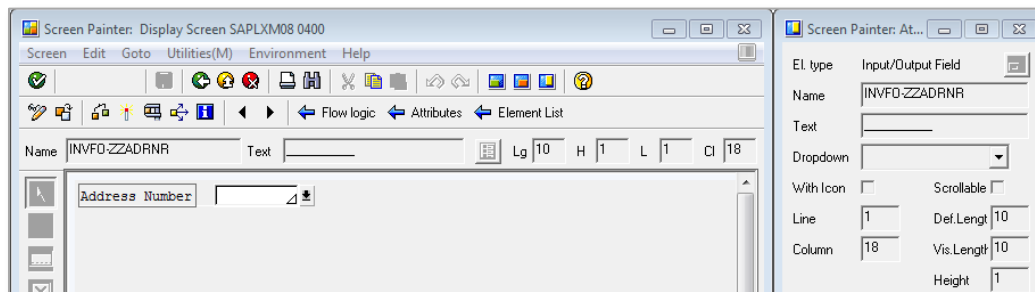 Screen Painter: Display Screen SAPLXM08 0400
Screen Edit Goto Utilities(M) Environment Help
Flow logic Attributes Element List
Name INVFO-ZZADRNR Text __________ Lg 10 H 1 L 1 Cl 18
Address Number
Screen Painter: At...
El. type Input/Output Field
Name INVFO-ZZADRNR
Text __________
Dropdown
With Icon Scrollable
Line 1 Def.Lengt 10
Column 18 Vis.Length 10
Height 1